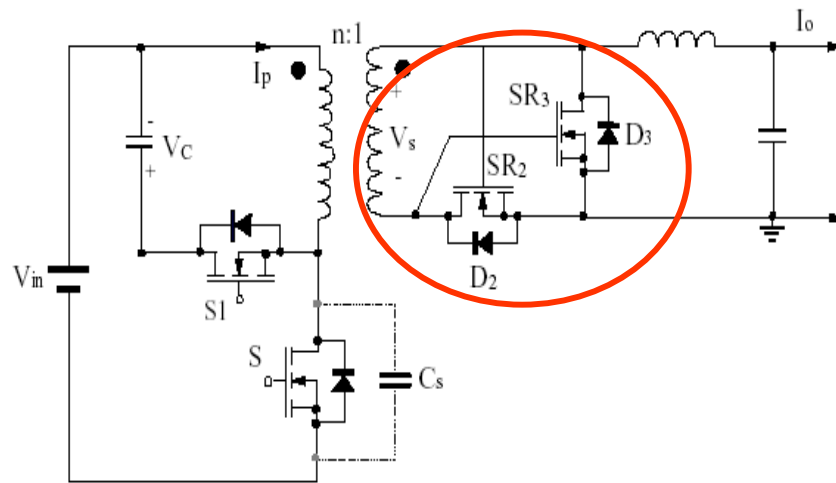 n:1
Io
Ip
-
VC
+
+
Vs
-
SR3
D3
SR2
D2
Vin
S1
S
Cs